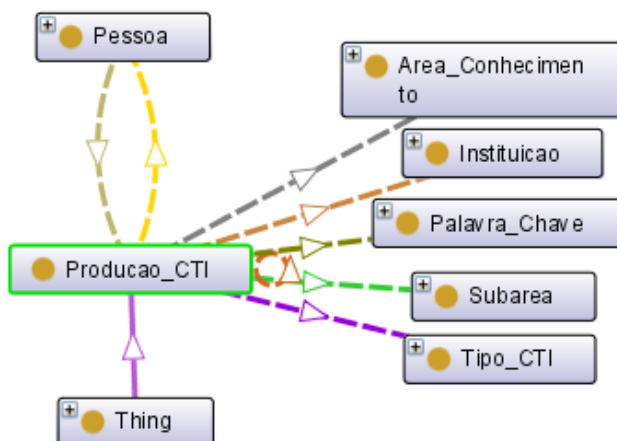 Pessoa
Area_Conhecimen
to
Instituicao
Palavra_Chave
Producao_CTI
Subarea
Tipo_CTI
Thing